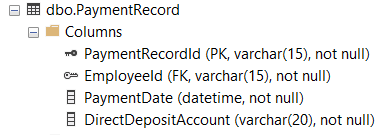 dbo.PaymentRecord
Columns
PaymentRecordId (PK, varchar(15), not null)
EmployeeId (FK, varchar(15), not null)
PaymentDate (datetime, not null)
DirectDepositAccount (varchar(20), not null)